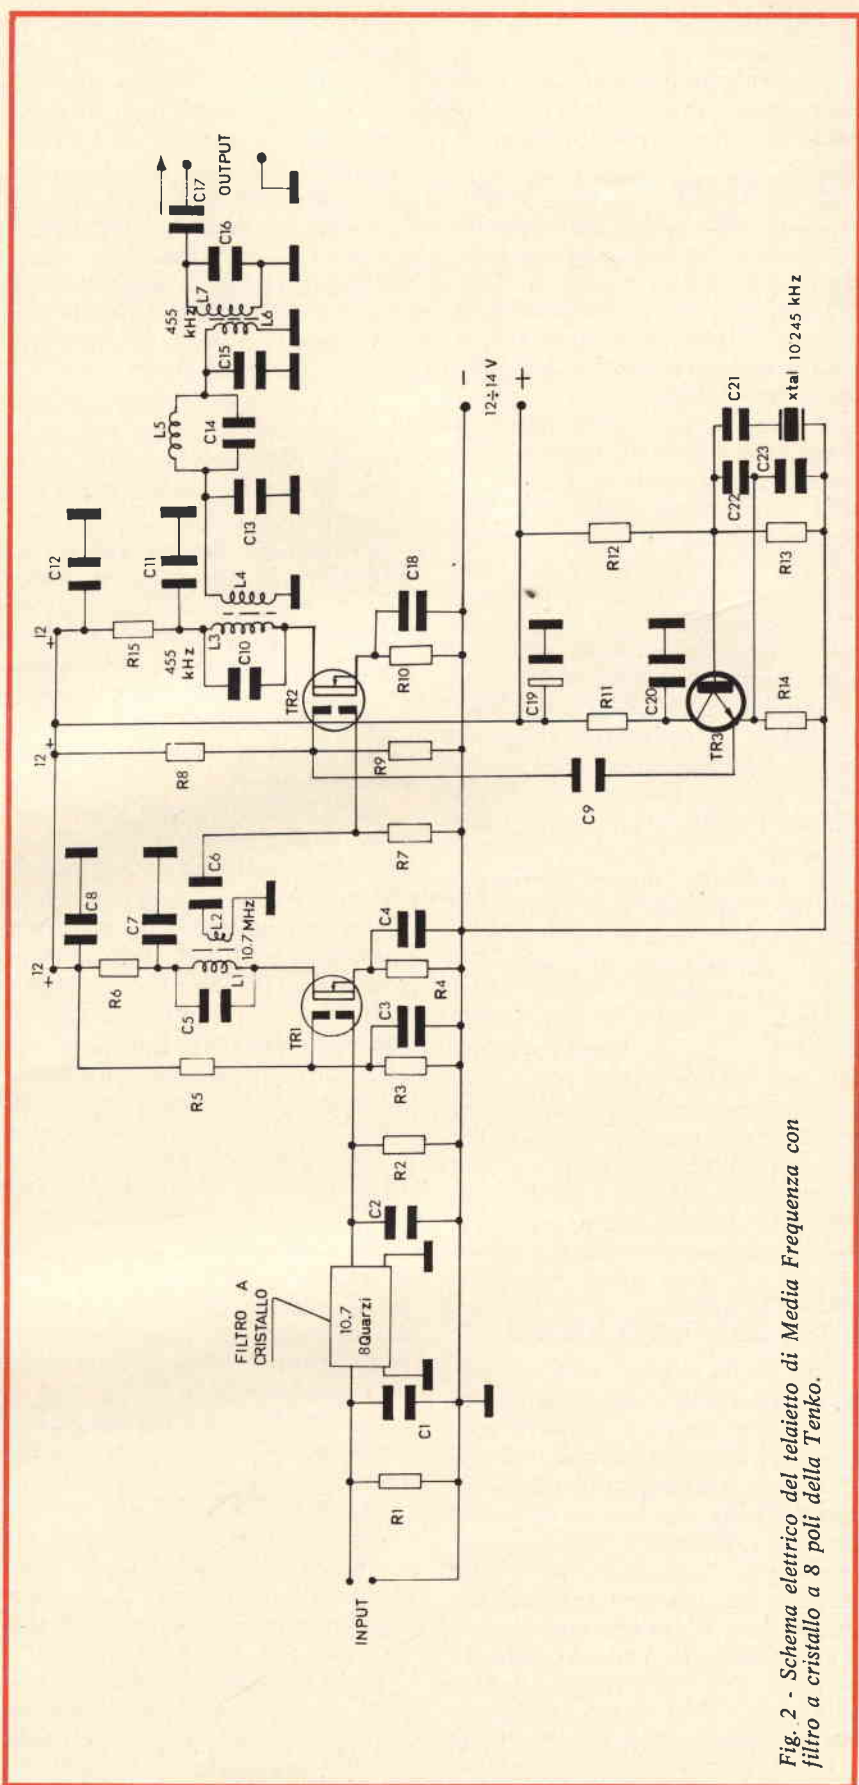 + 12
+ 12
+ 12
C8
C12
R6
C7
R8
R15
C11
455 kHz
455 kHz
C17
OUTPUT
L5
C14
C15
L7
L6
C16
C5
L1
L2
C6
10.7 MHz
L3
C10
L4
C13
R5
FILTRO A
CRISTALLO
TR1
TR2
INPUT
R1
C1
10.7
8Quarzi
C2
R2
R3
C3
R4
C4
R7
R9
R10
C18
−
12÷14 V
+
C9
C19
R11
C20
R12
TR3
R14
R13
C22
C21
C23
xtal 10245 kHz
Fig. 2 - Schema elettrico del telaietto di Media Frequenza con
filtro a cristallo a 8 poli della Tenko.